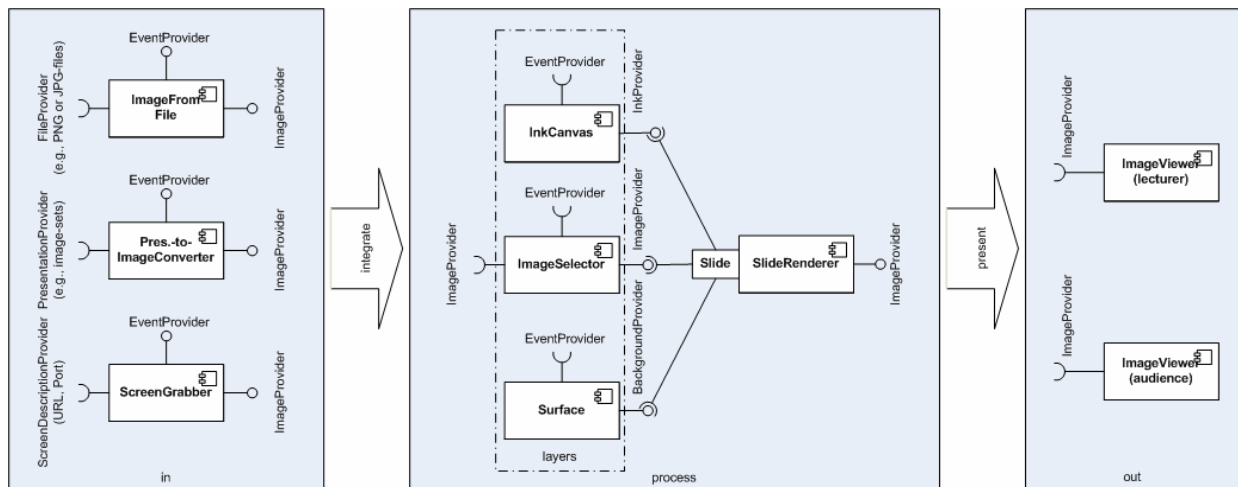 EventProvider
FileProvider
(e.g., PNG or JPG-files)
ImageFrom
File
ImageProvider
EventProvider
PresentationProvider
(e.g., image-sets)
Pres.-to-
ImageConverter
ImageProvider
EventProvider
ScreenDescriptionProvider
(URL, Port)
ScreenGrabber
ImageProvider
in
integrate
EventProvider
InkCanvas
InkProvider
EventProvider
ImageProvider
ImageSelector
ImageProvider
EventProvider
Surface
BackgroundProvider
layers
Slide
SlideRenderer
ImageProvider
process
present
ImageProvider
ImageViewer
(lecturer)
ImageProvider
ImageViewer
(audience)
out